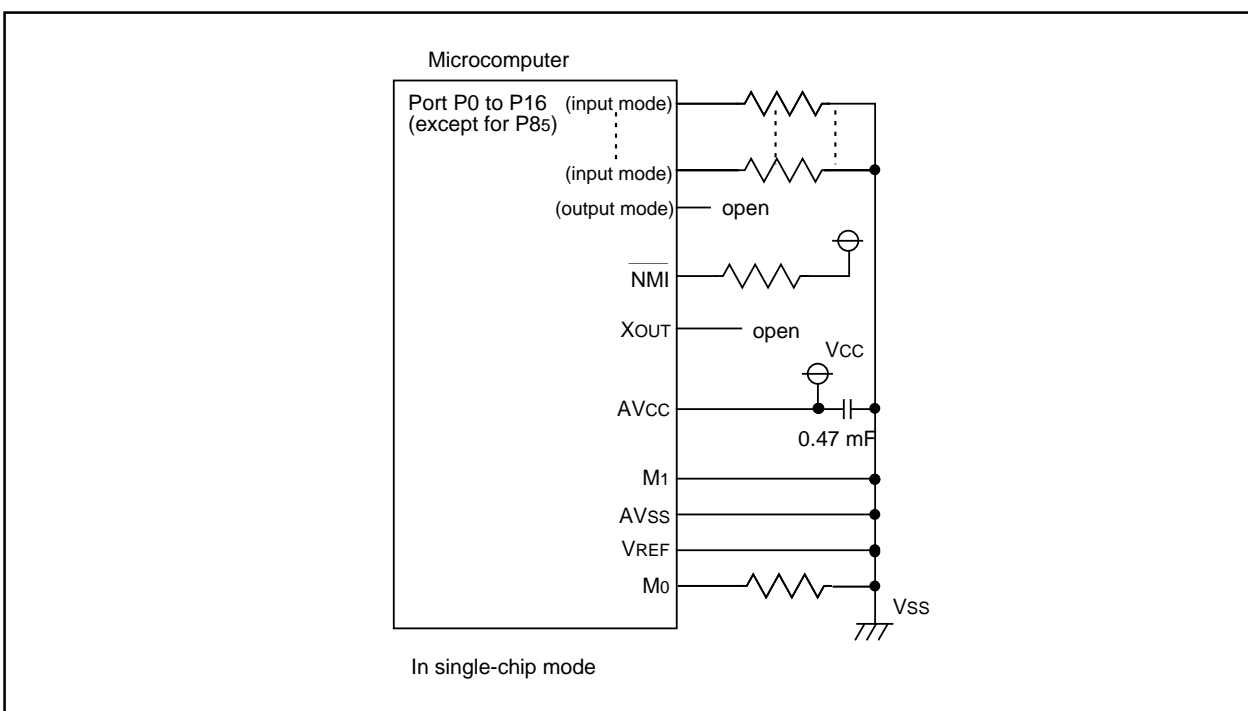 Microcomputer
Port P0 to P16 (input mode)
(except for P85)
(input mode)
(output mode) open
NMI
XOUT open
VCC
AVCC
0.47 mF
M1
AVSS
VREF
M0
VSS
In single-chip mode